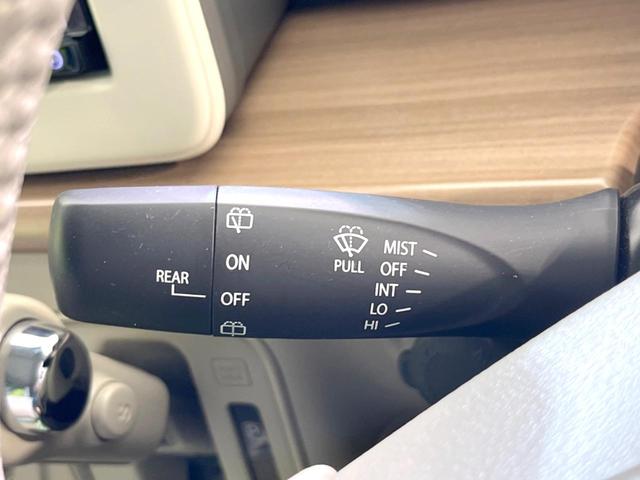 REAR
ON
OFF
PULL
MIST
OFF
INT
LO
HI